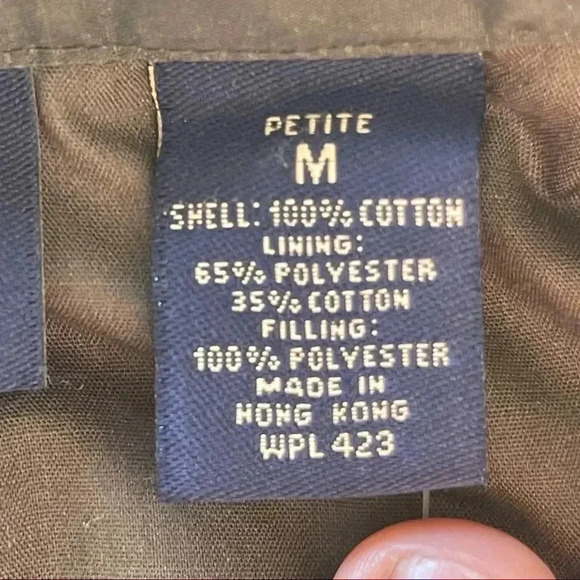 PETITE
M
SHELL: 100% COTTON
LINING:
65% POLYESTER
35% COTTON
FILLING:
100% POLYESTER
MADE IN
HONG KONG
WPL 423